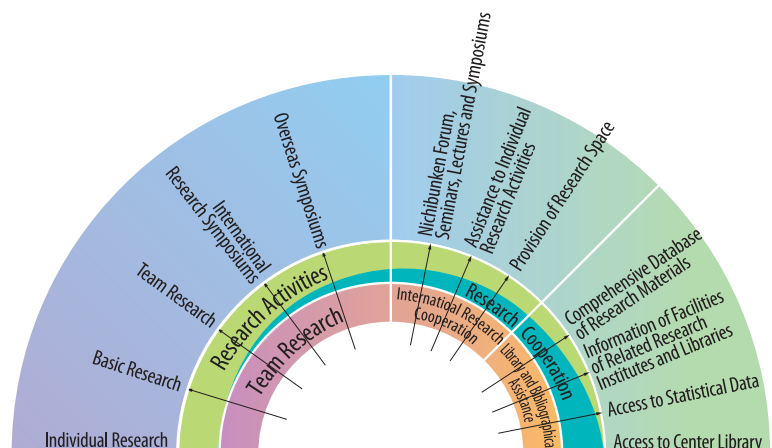 Individual Research
Basic Research
Team Research
International
Research Symposiums
Overseas Symposiums
Nichibunken Forum,
Seminars, Lectures and Symposiums
Assistance to Individual
Research Activities
Provision of Research Space
Comprehensive Database
of Research Materials
Information of Facilities
of Related Research
Institutes and Libraries
Access to Statistical Data
Access to Center Library
Research Activities
Research Cooperation
Team Research
Internatical Research
Cooperation
Library and Bibliographical
Assistance